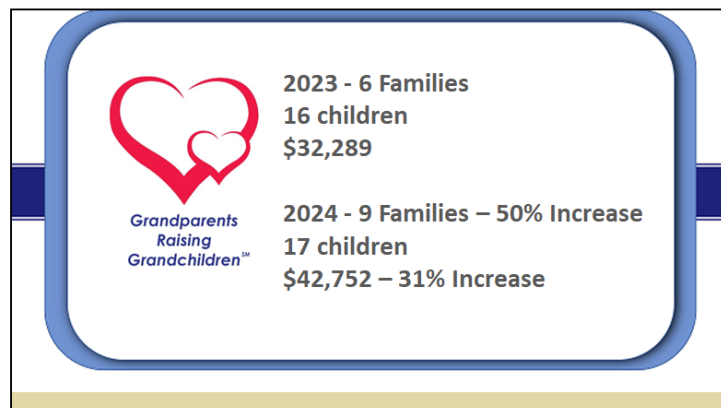 2023 - 6 Families
16 children
$32,289
2024 - 9 Families – 50% Increase
17 children
$42,752 – 31% Increase
Grandparents
Raising
Grandchildren℠